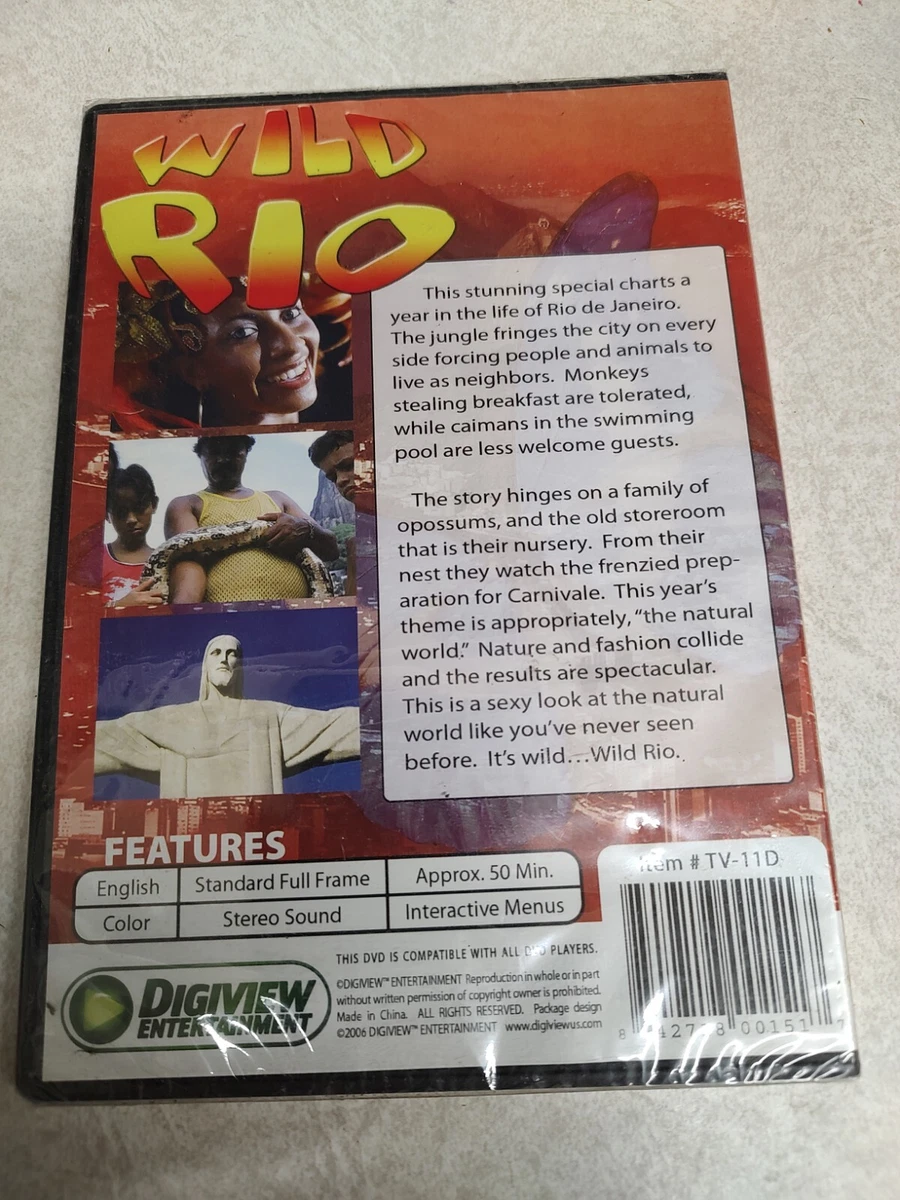 WILD
RIO
This stunning special charts a
year in the life of Rio de Janeiro.
The jungle fringes the city on every
side forcing people and animals to
live as neighbors. Monkeys
stealing breakfast are tolerated,
while caimans in the swimming
pool are less welcome guests.
The story hinges on a family of
opossums, and the old storeroom
that is their nursery. From their
nest they watch the frenzied prep-
aration for Carnivale. This year's
theme is appropriately, "the natural
world." Nature and fashion collide
and the results are spectacular.
This is a sexy look at the natural
world like you've never seen
before. It's wild...Wild Rio.
FEATURES
English Standard Full Frame Approx. 50 Min.
Color Stereo Sound Interactive Menus
Item # TV-11D
THIS DVD IS COMPATIBLE WITH ALL DVD PLAYERS.
©DIGIVIEW™ ENTERTAINMENT Reproduction in whole or in part
without written permission of copyright owner is prohibited.
Made in China. ALL RIGHTS RESERVED. Package design
©2006 DIGIVIEW™ ENTERTAINMENT www.digiviewus.com
DIGIVIEW
ENTERTAINMENT
8 00151